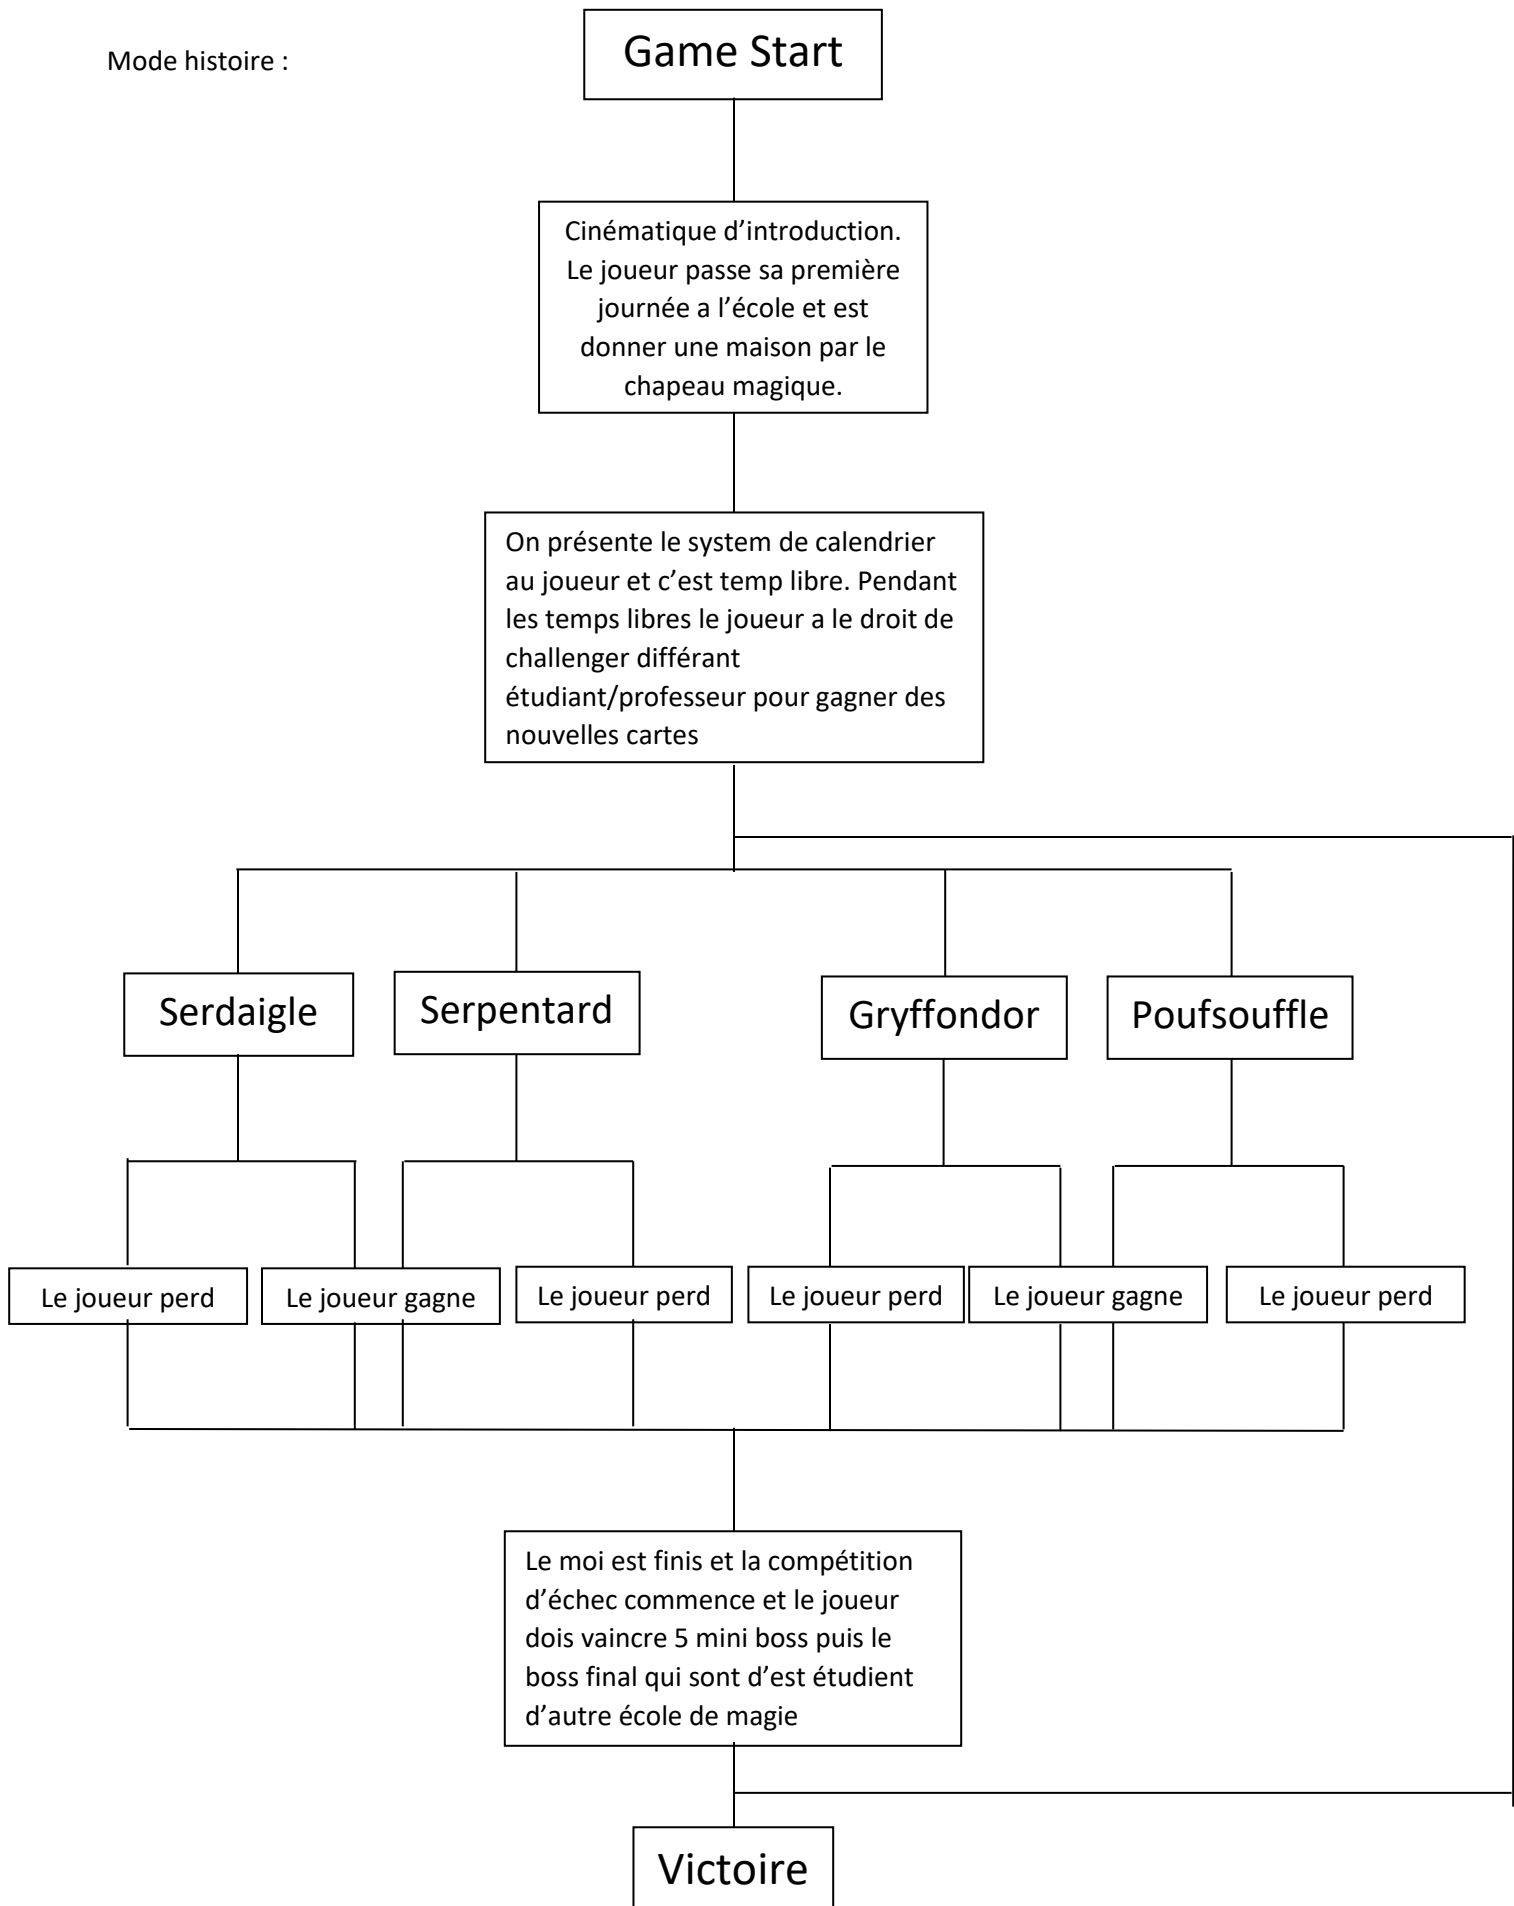 Mode histoire :
Game Start
Cinématique d’introduction.
Le joueur passe sa première
journée a l’école et est
donner une maison par le
chapeau magique.
On présente le system de calendrier
au joueur et c’est temp libre. Pendant
les temps libres le joueur a le droit de
challenger différant
étudiant/professeur pour gagner des
nouvelles cartes
Serdaigle
Serpentard
Gryffondor
Poufsouffle
Le joueur perd
Le joueur gagne
Le joueur perd
Le joueur perd
Le joueur gagne
Le joueur perd
Le moi est finis et la compétition
d’échec commence et le joueur
dois vaincre 5 mini boss puis le
boss final qui sont d’est étudient
d’autre école de magie
Victoire